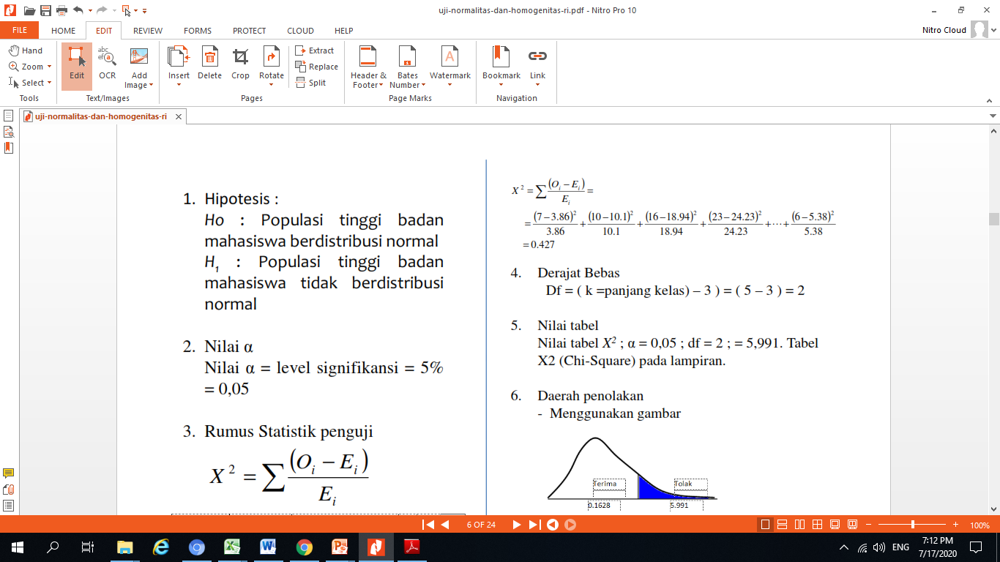 uji-normalitas-dan-homogenitas-ri.pdf - Nitro Pro 10
FILE HOME EDIT REVIEW FORMS PROTECT CLOUD HELP
Nitro Cloud
Hand
Zoom
Select
Tools
Edit
OCR
Add Image
Text/Images
Insert
Delete
Crop
Rotate
Extract
Replace
Split
Pages
Header & Footer
Bates Number
Watermark
Page Marks
Bookmark
Link
Navigation
uji-normalitas-dan-homogenitas-ri
1. Hipotesis :
Ho : Populasi tinggi badan
mahasiswa berdistribusi normal
H₁ : Populasi tinggi badan
mahasiswa tidak berdistribusi
normal
2. Nilai α
Nilai α = level signifikansi = 5%
= 0,05
3. Rumus Statistik penguji
X² = ∑ (Oᵢ − Eᵢ) / Eᵢ
X² = ∑ (Oᵢ − Eᵢ) / Eᵢ =
= (7−3.86)²/3.86 + (10−10.1)²/10.1 + (16−18.94)²/18.94 + (23−24.23)²/24.23 + ⋯ + (6−5.38)²/5.38
= 0.427
4. Derajat Bebas
Df = ( k =panjang kelas) – 3 ) = ( 5 – 3 ) = 2
5. Nilai tabel
Nilai tabel X² ; α = 0,05 ; df = 2 ; = 5,991. Tabel
X2 (Chi-Square) pada lampiran.
6. Daerah penolakan
- Menggunakan gambar
Terima Tolak
0.1628 5.991
6 OF 24
100%
ENG
7:12 PM
7/17/2020